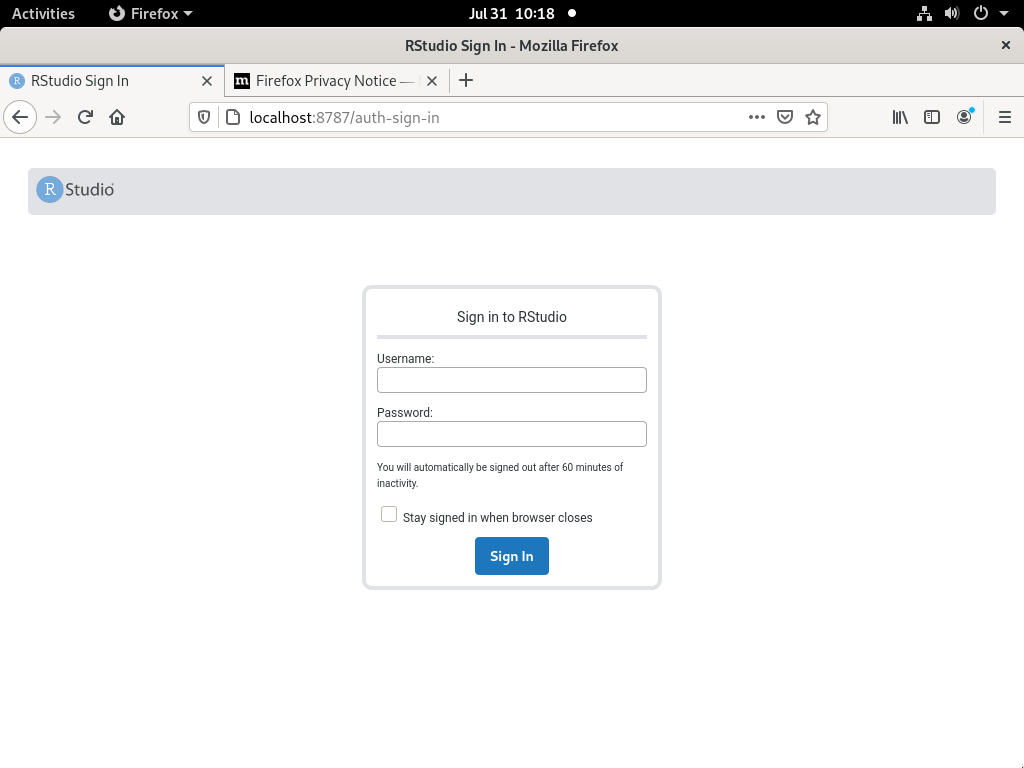 Activities Firefox Jul 31 10:18
RStudio Sign In - Mozilla Firefox
R RStudio Sign In m Firefox Privacy Notice —
localhost:8787/auth-sign-in
R Studio
Sign in to RStudio
Username:
Password:
You will automatically be signed out after 60 minutes of
inactivity.
Stay signed in when browser closes
Sign In